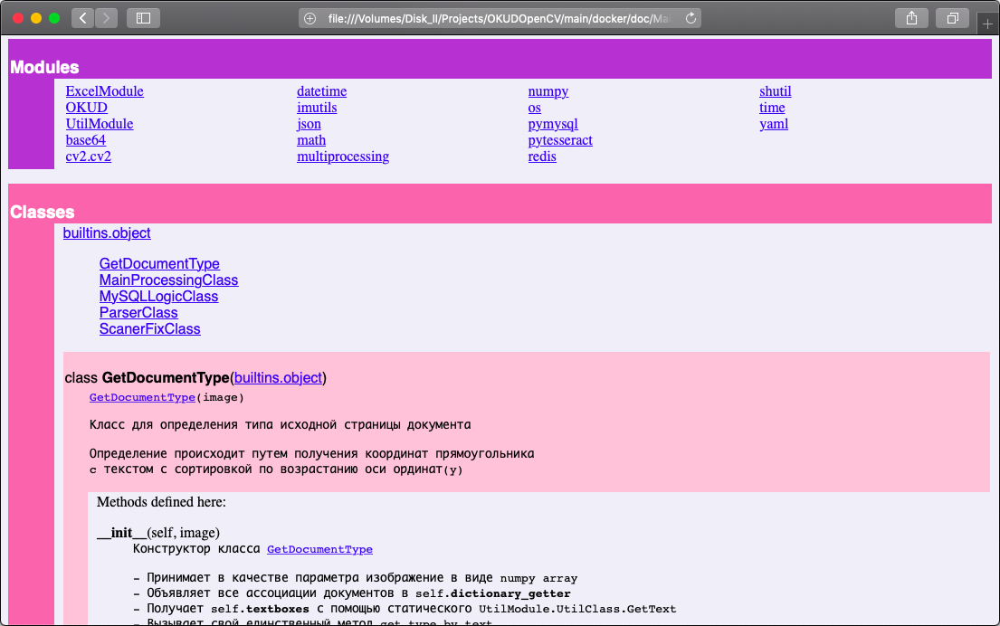 file:///Volumes/Disk_II/Projects/OKUDOpenCV/main/docker/doc/Mai
Modules
ExcelModule datetime numpy shutil
OKUD imutils os time
UtilModule json pymysql yaml
base64 math pytesseract
cv2.cv2 multiprocessing redis
Classes
builtins.object
GetDocumentType
MainProcessingClass
MySQLLogicClass
ParserClass
ScanerFixClass
class GetDocumentType(builtins.object)
GetDocumentType(image)
Класс для определения типа исходной страницы документа
Определение происходит путем получения координат прямоугольника
с текстом с сортировкой по возрастанию оси ординат(y)
Methods defined here:
__init__(self, image)
Конструктор класса GetDocumentType
- Принимает в качестве параметра изображение в виде numpy array
- Объявляет все ассоциации документов в self.dictionary_getter
- Получает self.textboxes с помощью статического UtilModule.UtilClass.GetText
- Вызывает свой единственный метод get_type_by_text